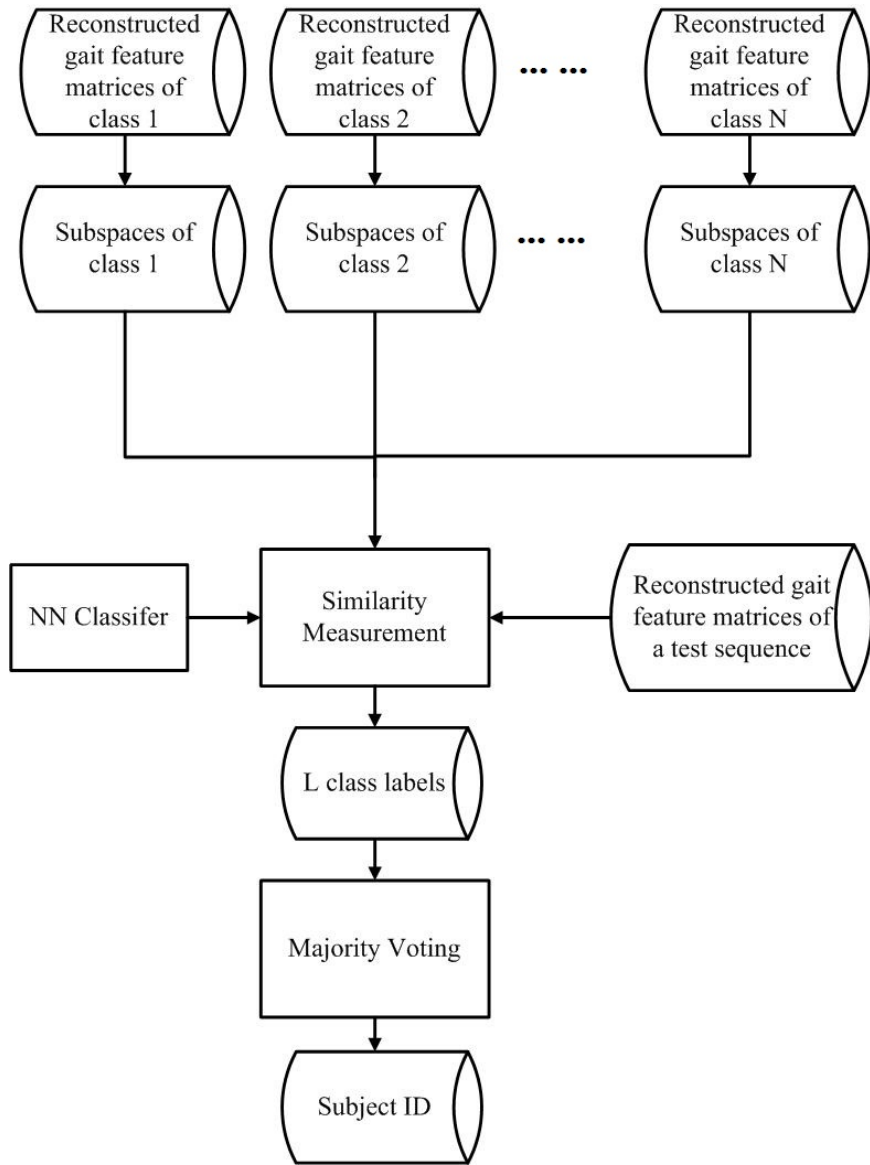 Reconstructed
gait feature
matrices of
class 1
Reconstructed
gait feature
matrices of
class 2
... ...
Reconstructed
gait feature
matrices of
class N
Subspaces of
class 1
Subspaces of
class 2
... ...
Subspaces of
class N
NN Classifer
Similarity
Measurement
Reconstructed gait
feature matrices of
a test sequence
L class labels
Majority Voting
Subject ID